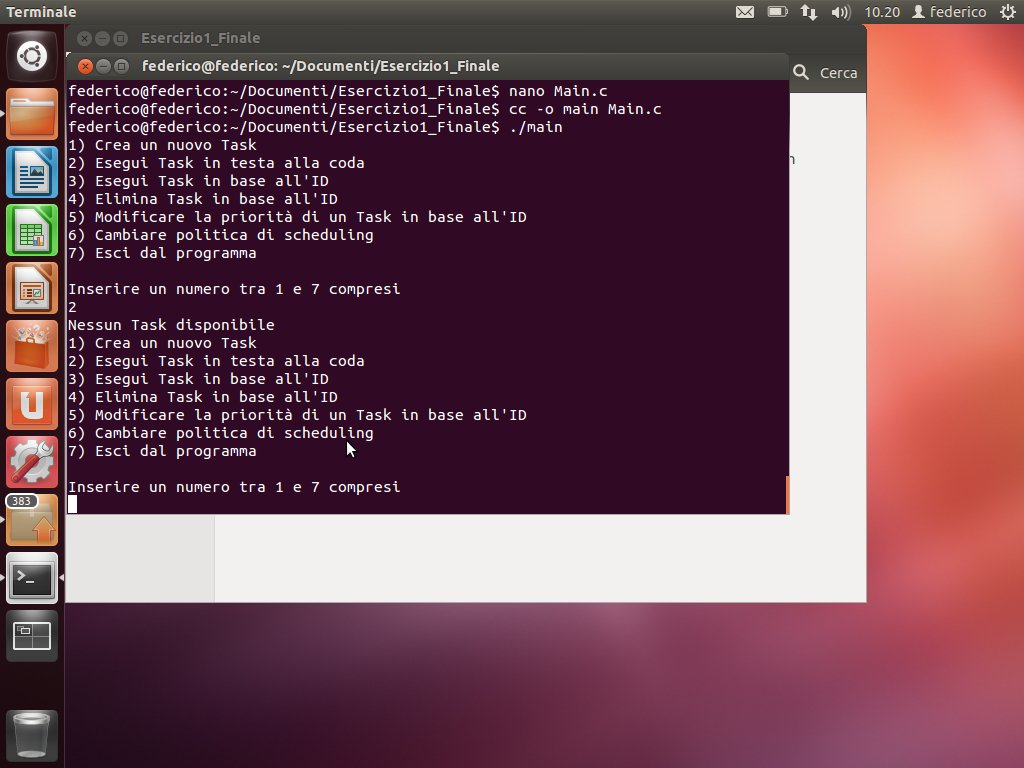 Terminale
10.20
federico
Esercizio1_Finale
federico@federico: ~/Documenti/Esercizio1_Finale
Cerca
federico@federico:~/Documenti/Esercizio1_Finale$ nano Main.c
federico@federico:~/Documenti/Esercizio1_Finale$ cc -o main Main.c
federico@federico:~/Documenti/Esercizio1_Finale$ ./main
1) Crea un nuovo Task
2) Esegui Task in testa alla coda
3) Esegui Task in base all'ID
4) Elimina Task in base all'ID
5) Modificare la priorità di un Task in base all'ID
6) Cambiare politica di scheduling
7) Esci dal programma
Inserire un numero tra 1 e 7 compresi
2
Nessun Task disponibile
1) Crea un nuovo Task
2) Esegui Task in testa alla coda
3) Esegui Task in base all'ID
4) Elimina Task in base all'ID
5) Modificare la priorità di un Task in base all'ID
6) Cambiare politica di scheduling
7) Esci dal programma
Inserire un numero tra 1 e 7 compresi
383